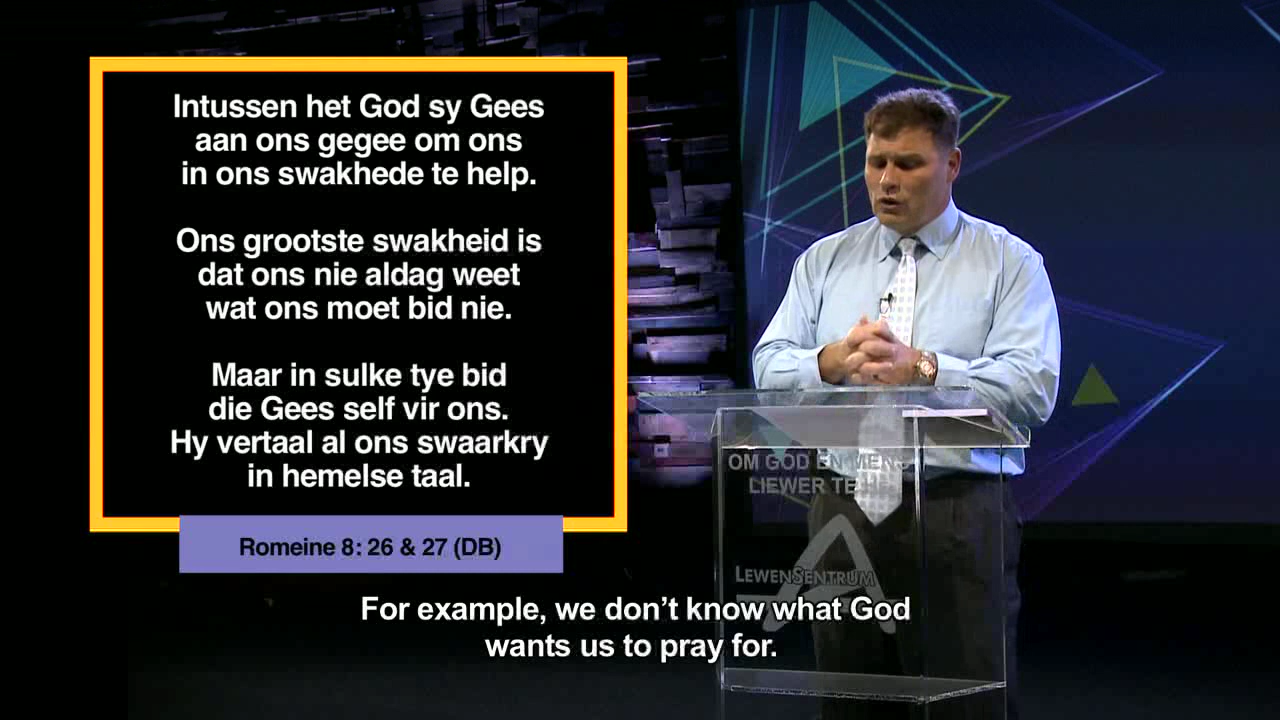 Intussen het God sy Gees
aan ons gegee om ons
in ons swakhede te help.
Ons grootste swakheid is
dat ons nie aldag weet
wat ons moet bid nie.
Maar in sulke tye bid
die Gees self vir ons.
Hy vertaal al ons swaarkry
in hemelse taal.
Romeine 8: 26 & 27 (DB)
OM GOD EN MENS
LIEWER TE
LEWENSENTRUM
For example, we don’t know what God
wants us to pray for.